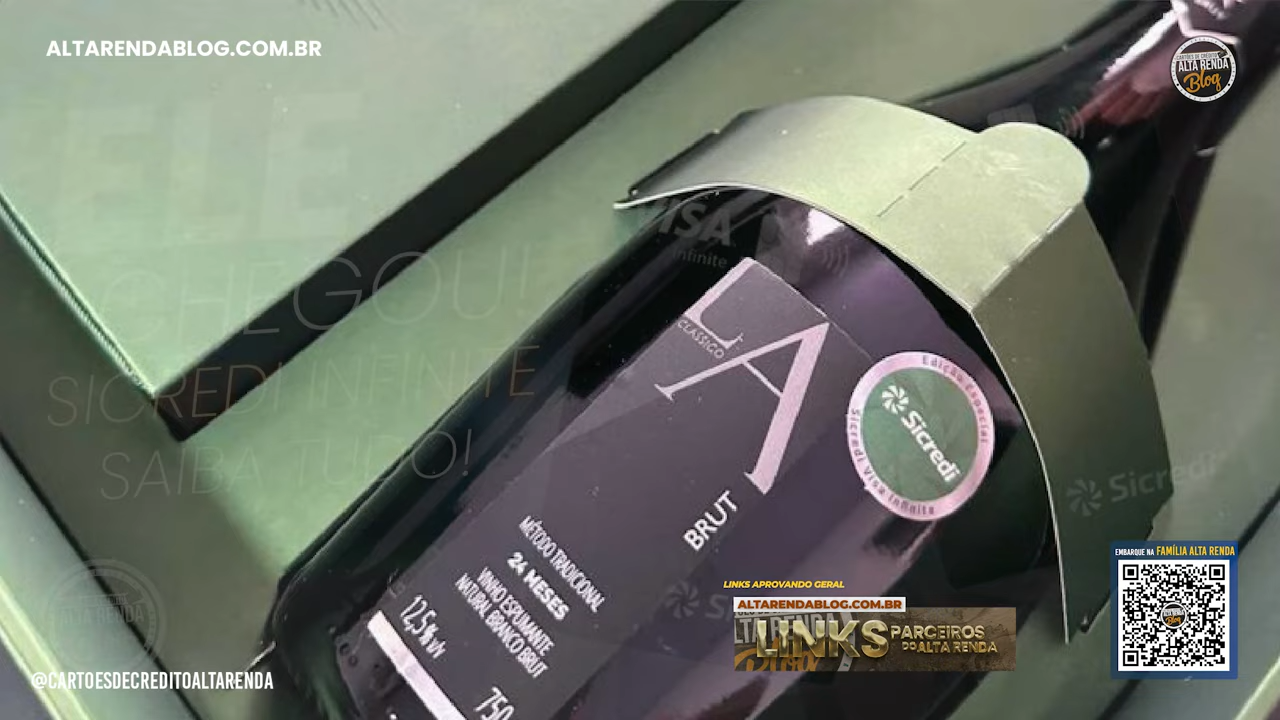 ALTARENDABLOG.COM.BR
ALTA RENDA
Blog
ELE
CHEGOU!
SICREDI INFINITE
SAIBA TUDO!
VISA
Infinite
LA
CLÁSSICO
BRUT
MÉTODO TRADICIONAL
24 MESES
VINHO ESPUMANTE
NATURAL BRANCO BRUT
12,5% v/v
750
Edição Especial
Sicredi
Sicredi Visa Infinite
Sicredi
EMBARQUE NA FAMÍLIA ALTA RENDA
LINKS APROVANDO GERAL
ALTARENDABLOG.COM.BR
LINKS PARCEIROS
DO ALTA RENDA
@CARTOESDECREDITOALTARENDA